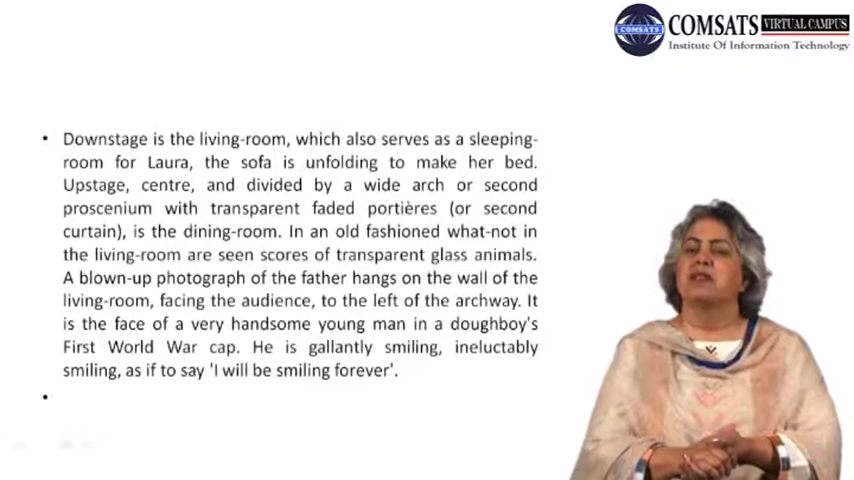 COMSATS
COMSATS VIRTUAL CAMPUS
Institute Of Information Technology
• Downstage is the living-room, which also serves as a sleeping-
room for Laura, the sofa is unfolding to make her bed.
Upstage, centre, and divided by a wide arch or second
proscenium with transparent faded portières (or second
curtain), is the dining-room. In an old fashioned what-not in
the living-room are seen scores of transparent glass animals.
A blown-up photograph of the father hangs on the wall of the
living-room, facing the audience, to the left of the archway. It
is the face of a very handsome young man in a doughboy's
First World War cap. He is gallantly smiling, ineluctably
smiling, as if to say 'I will be smiling forever'.
•